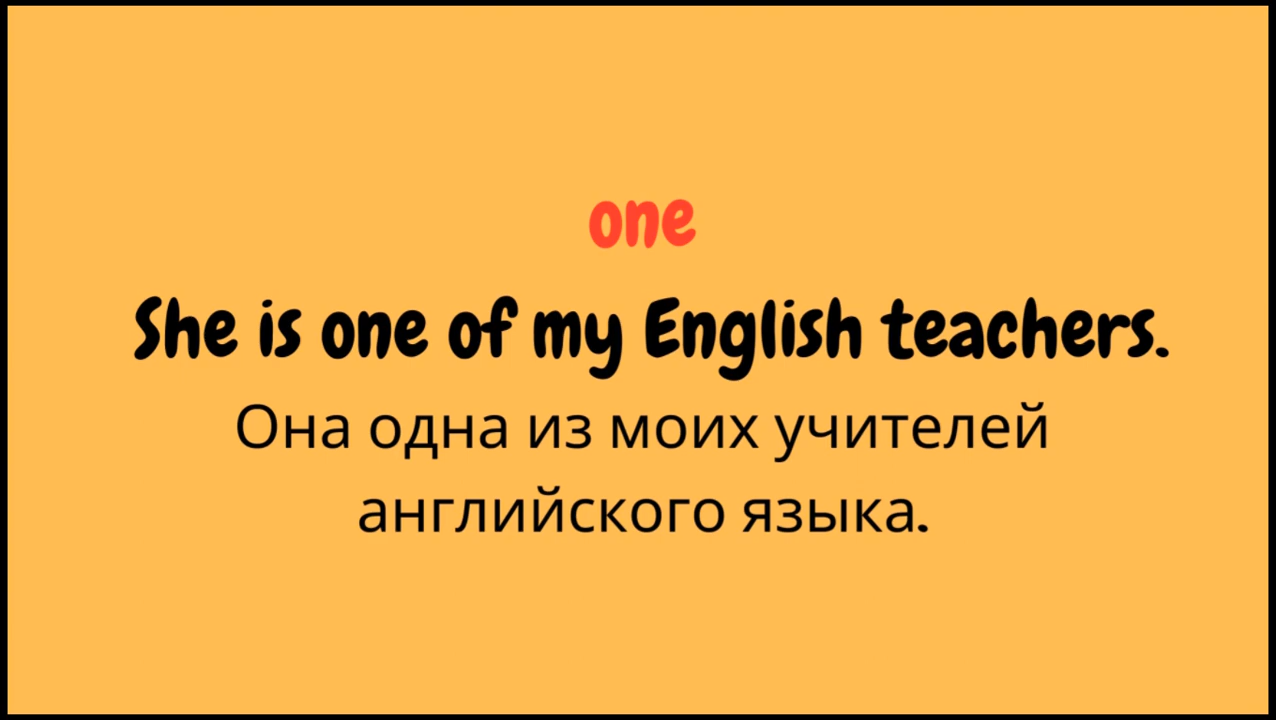 one
She is one of my English teachers.
Она одна из моих учителей
английского языка.